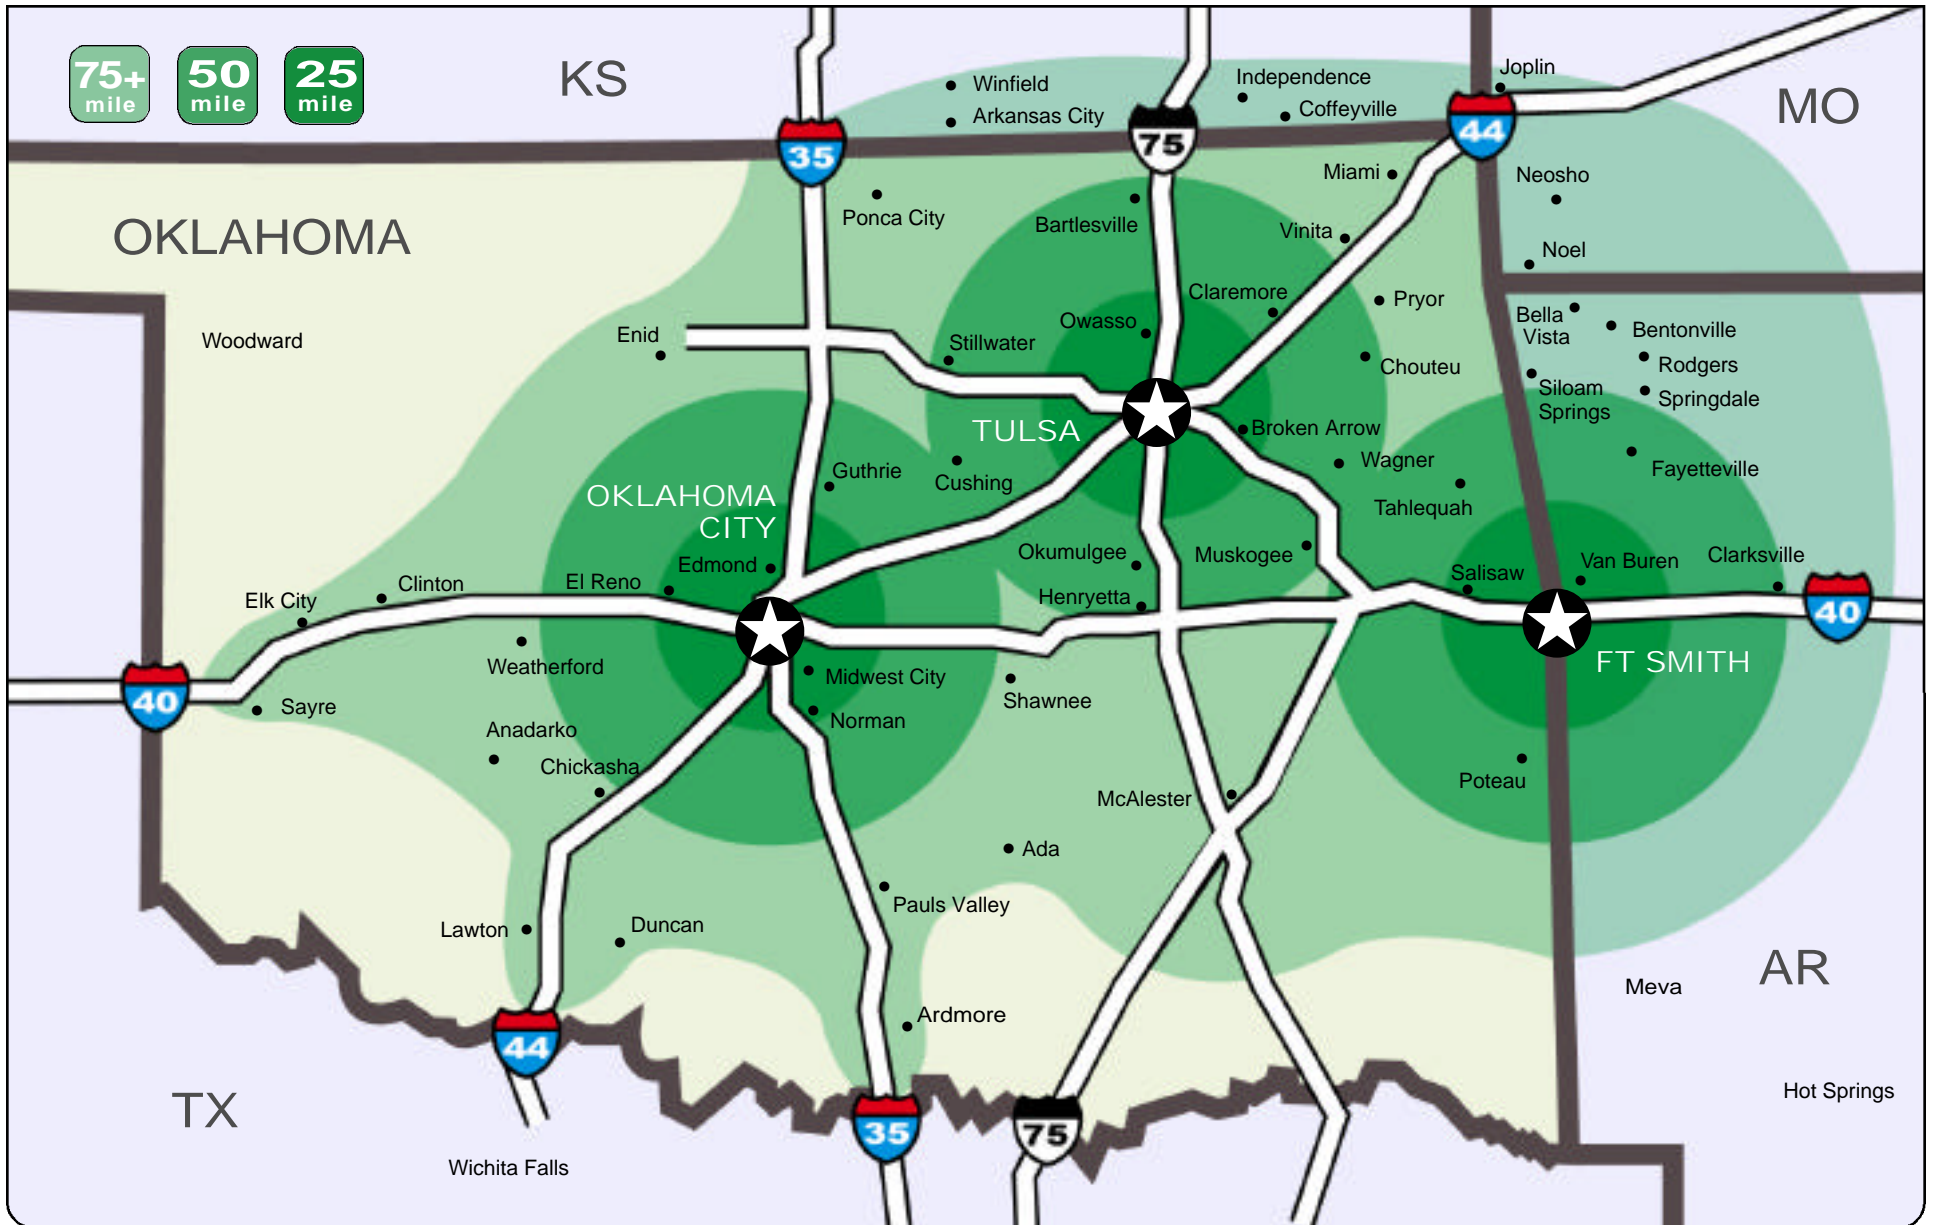 75+
mile
50
mile
25
mile
KS
MO
OKLAHOMA
TX
AR
35
75
44
40
40
44
35
75
Winfield
Arkansas City
Independence
Coffeyville
Joplin
Miami
Neosho
Ponca City
Bartlesville
Vinita
Noel
Claremore
Pryor
Owasso
Bella
Vista
Bentonville
Woodward
Enid
Stillwater
Chouteu
Rodgers
Siloam
Springs
Springdale
TULSA
Broken Arrow
Wagner
Fayetteville
Guthrie
Cushing
Tahlequah
OKLAHOMA
CITY
Okumulgee
Muskogee
Edmond
Salisaw
Van Buren
Clarksville
El Reno
Clinton
Elk City
Henryetta
Weatherford
Midwest City
FT SMITH
Shawnee
Sayre
Norman
Anadarko
Chickasha
Poteau
McAlester
Ada
Pauls Valley
Lawton
Duncan
Meva
Ardmore
Hot Springs
Wichita Falls